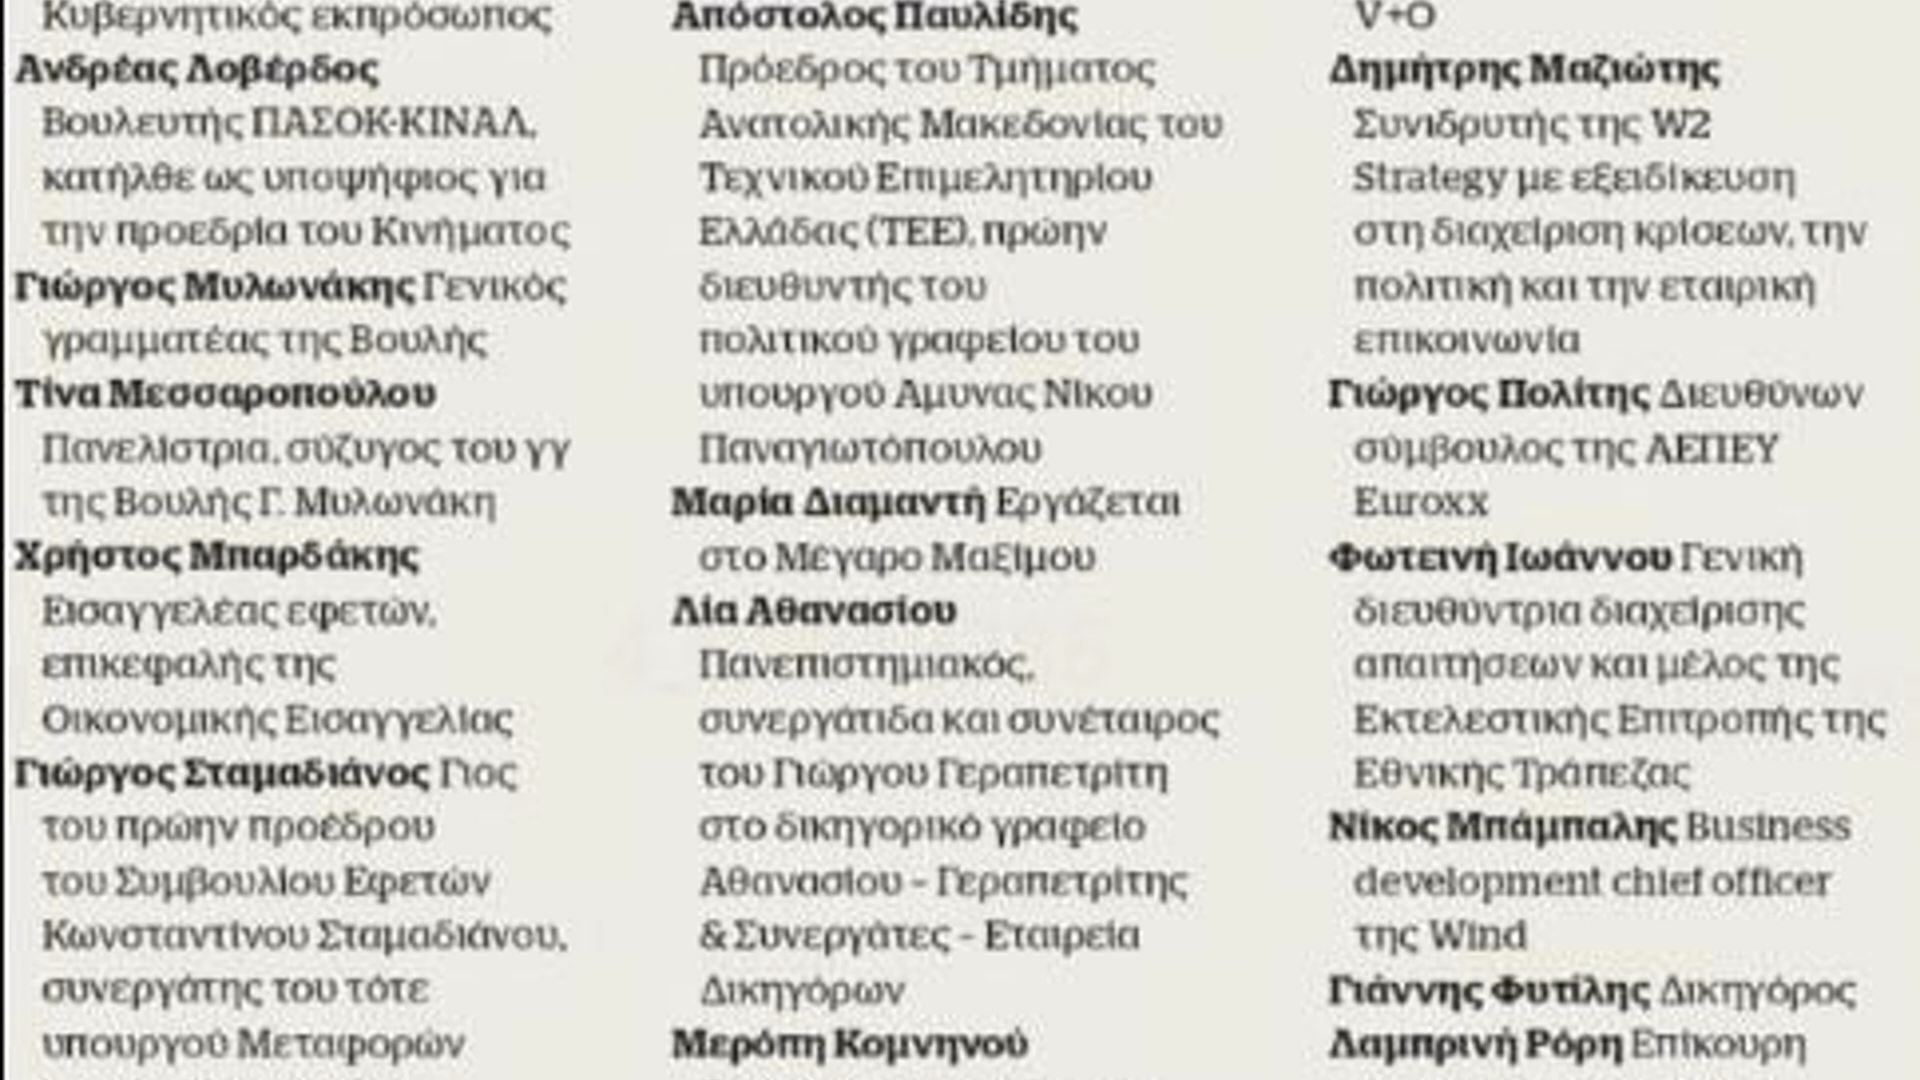 Κυβερνητικός εκπρόσωπος
Ανδρέας Λοβέρδος
Βουλευτής ΠΑΣΟΚ-ΚΙΝΑΛ,
κατήλθε ως υποψήφιος για
την προεδρία του Κινήματος
Γιώργος Μυλωνάκης Γενικός
γραμματέας της Βουλής
Τίνα Μεσσαροπούλου
Πανελίστρια, σύζυγος του γγ
της Βουλής Γ. Μυλωνάκη
Χρήστος Μπαρδάκης
Εισαγγελέας εφετών,
επικεφαλής της
Οικονομικής Εισαγγελίας
Γιώργος Σταμαδιάνος Γιος
του πρώην προέδρου
του Συμβουλίου Εφετών
Κωνσταντίνου Σταμαδιάνου,
συνεργάτης του τότε
υπουργού Μεταφορών
Απόστολος Παυλίδης
Πρόεδρος του Τμήματος
Ανατολικής Μακεδονίας του
Τεχνικού Επιμελητηρίου
Ελλάδας (ΤΕΕ), πρώην
διευθυντής του
πολιτικού γραφείου του
υπουργού Αμυνας Νίκου
Παναγιωτόπουλου
Μαρία Διαμαντή Εργάζεται
στο Μέγαρο Μαξίμου
Λία Αθανασίου
Πανεπιστημιακός,
συνεργάτιδα και συνέταιρος
του Γιώργου Γεραπετρίτη
στο δικηγορικό γραφείο
Αθανασίου – Γεραπετρίτης
& Συνεργάτες – Εταιρεία
Δικηγόρων
Μερόπη Κομνηνού
V+O
Δημήτρης Μαζιώτης
Συνιδρυτής της W2
Strategy με εξειδίκευση
στη διαχείριση κρίσεων, την
πολιτική και την εταιρική
επικοινωνία
Γιώργος Πολίτης Διευθύνων
σύμβουλος της ΑΕΠΕΥ
Euroxx
Φωτεινή Ιωάννου Γενική
διευθύντρια διαχείρισης
απαιτήσεων και μέλος της
Εκτελεστικής Επιτροπής της
Εθνικής Τράπεζας
Νίκος Μπάμπαλης Business
development chief officer
της Wind
Γιάννης Φυτίλης Δικηγόρος
Λαμπρινή Ρόρη Επίκουρη